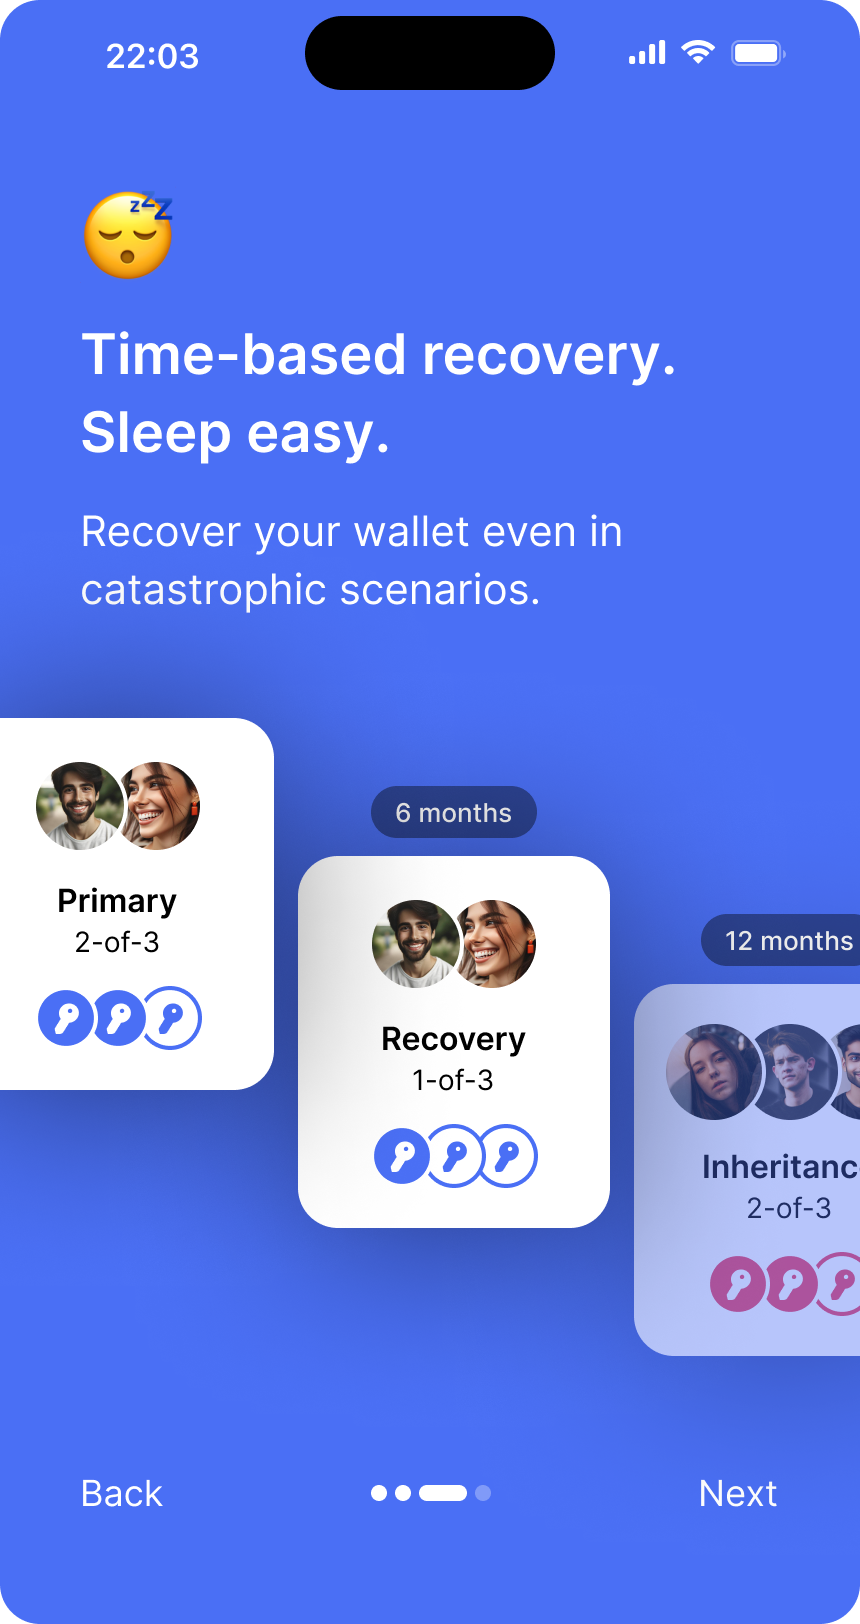 22:03
Time-based recovery.
Sleep easy.
Recover your wallet even in
catastrophic scenarios.
Primary
2-of-3
6 months
Recovery
1-of-3
12 months
Inheritanc
2-of-3
Back
Next